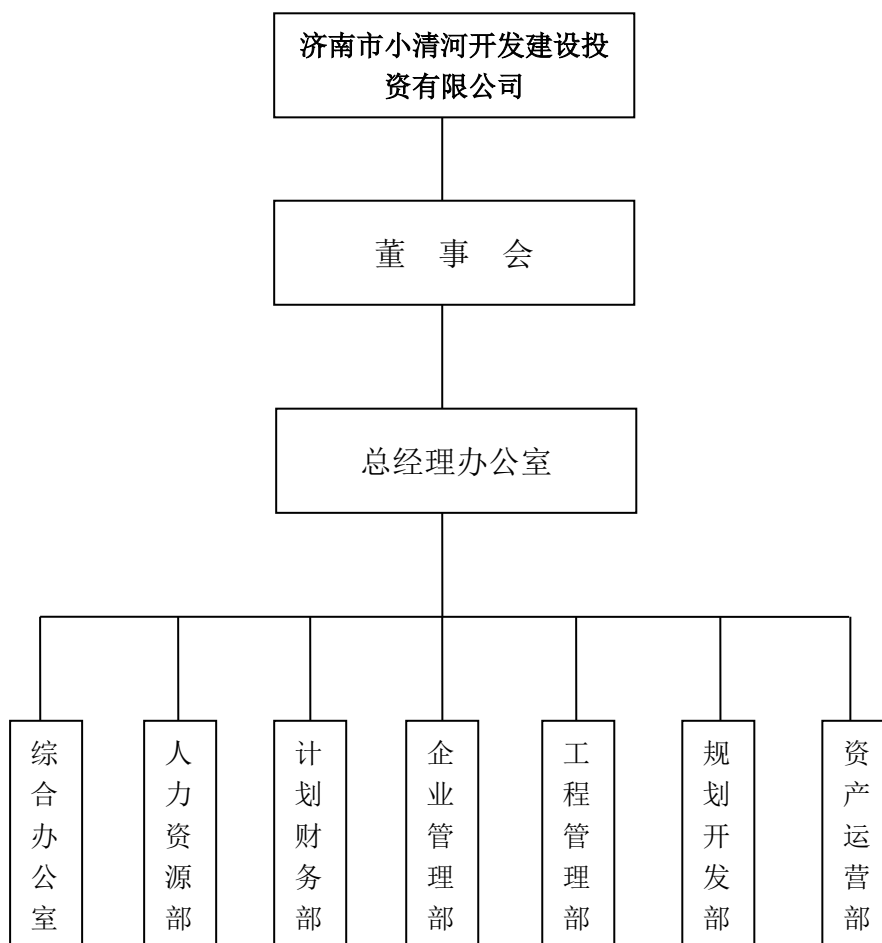 济南市小清河开发建设投
资有限公司
董 事 会
总经理办公室
综合办公室
人力资源部
计划财务部
企业管理部
工程管理部
规划开发部
资产运营部